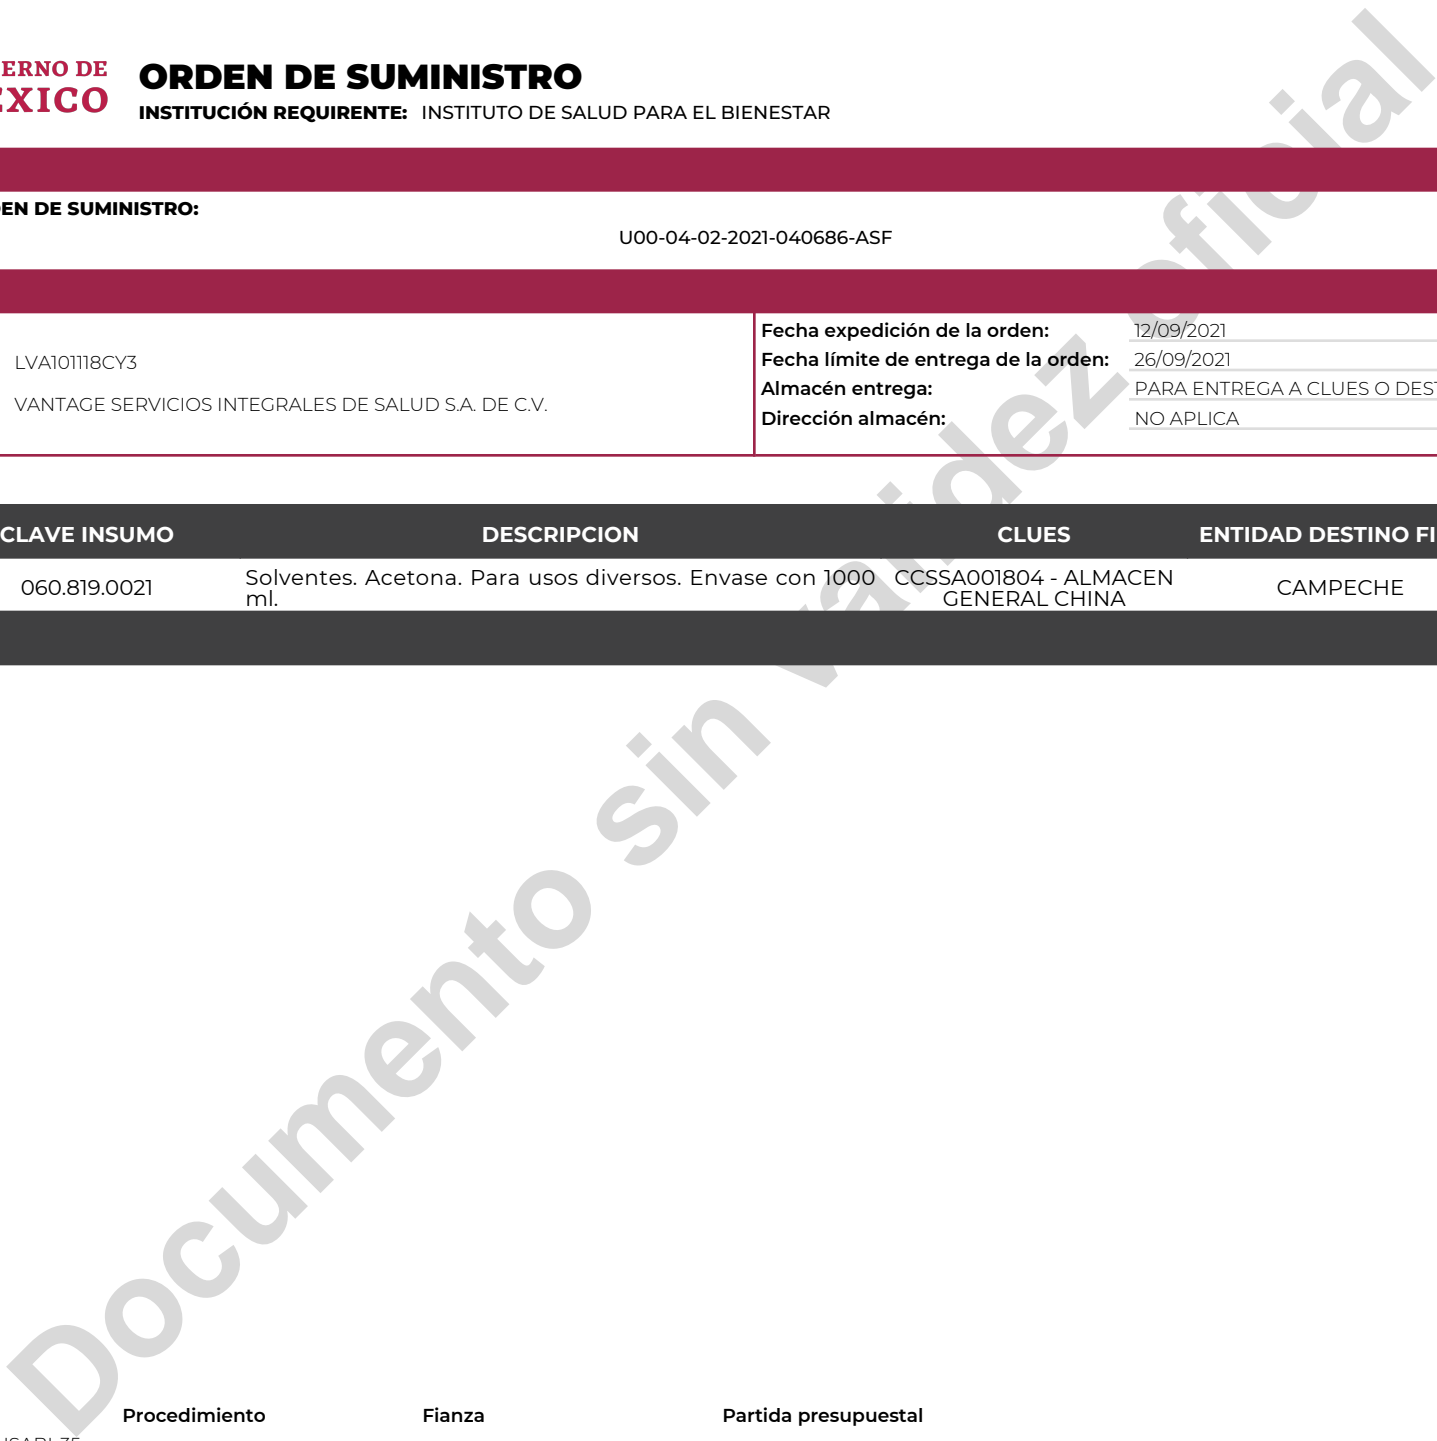 ERNO DE
EXICO
ORDEN DE SUMINISTRO
INSTITUCIÓN REQUIRENTE: INSTITUTO DE SALUD PARA EL BIENESTAR
EN DE SUMINISTRO:
U00-04-02-2021-040686-ASF
LVA101118CY3
VANTAGE SERVICIOS INTEGRALES DE SALUD S.A. DE C.V.
Fecha expedición de la orden: 12/09/2021
Fecha límite de entrega de la orden: 26/09/2021
Almacén entrega: PARA ENTREGA A CLUES O DEST
Dirección almacén: NO APLICA
CLAVE INSUMO DESCRIPCION CLUES ENTIDAD DESTINO FI
060.819.0021 Solventes. Acetona. Para usos diversos. Envase con 1000 ml. CCSSA001804 - ALMACEN GENERAL CHINA CAMPECHE
Documento sin validez oficial
Procedimiento Fianza Partida presupuestal